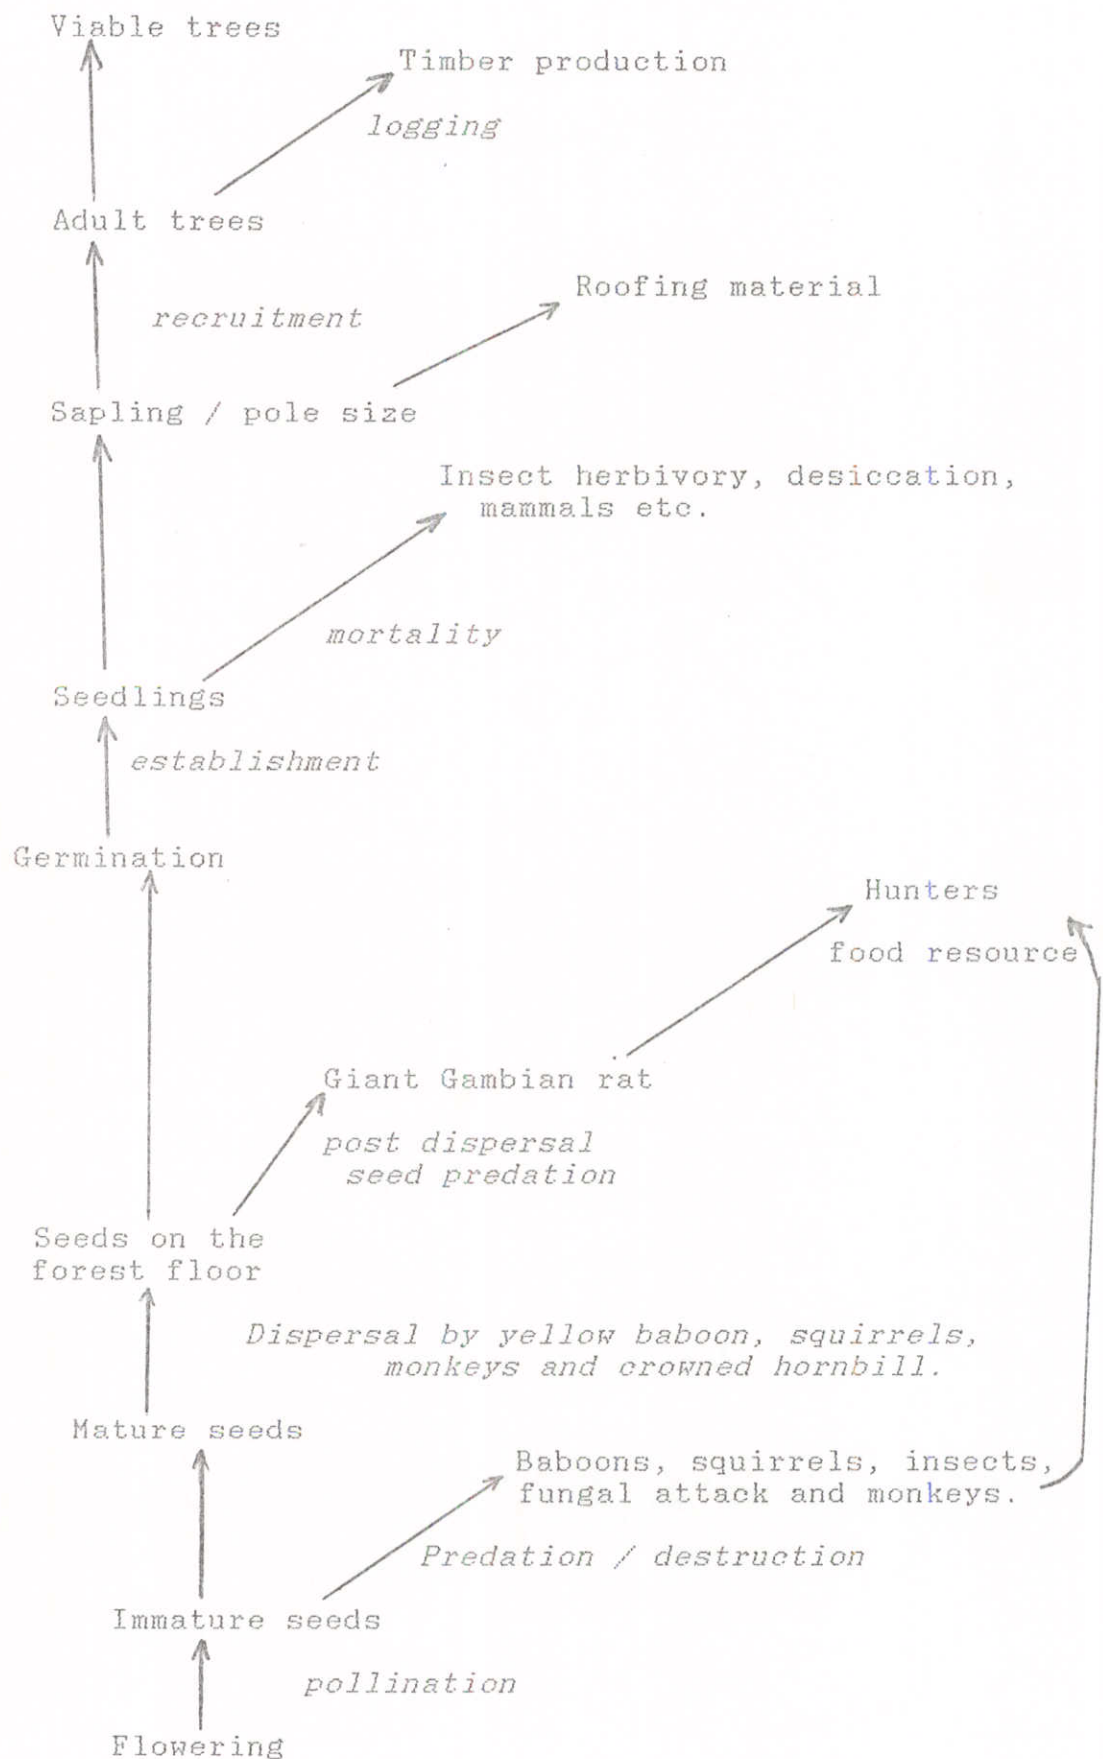 Viable trees
Timber production
logging
Adult trees
Roofing material
recruitment
Sapling / pole size
Insect herbivory, desiccation,
mammals etc.
mortality
Seedlings
establishment
Germination
Hunters
food resource
Giant Gambian rat
post dispersal
seed predation
Seeds on the
forest floor
Dispersal by yellow baboon, squirrels,
monkeys and crowned hornbill.
Mature seeds
Baboons, squirrels, insects,
fungal attack and monkeys.
Predation / destruction
Immature seeds
pollination
Flowering